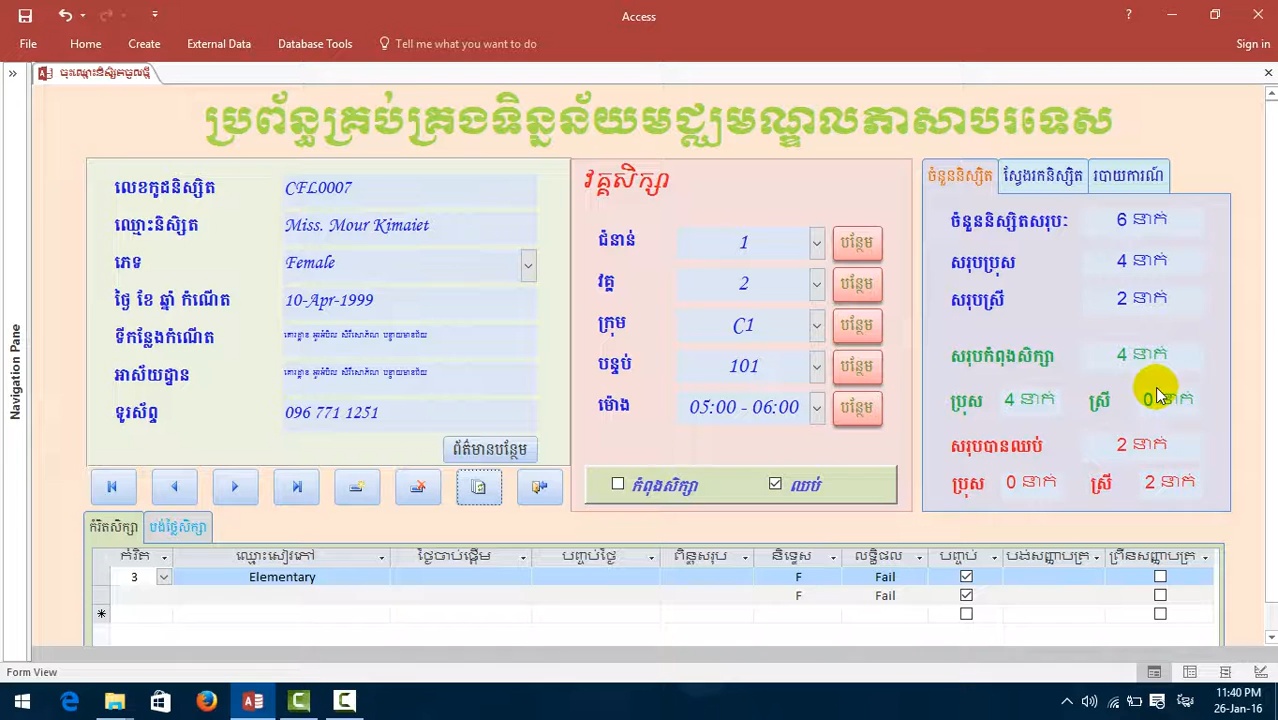 Access
File Home Create External Data Database Tools Tell me what you want to do Sign in
ប្រព័ន្ធគ្រប់គ្រងទិន្នន័យមជ្ឈមណ្ឌលភាសាបរទេស
លេខកូដនិស្សិត CFL0007
ឈ្មោះនិស្សិត Miss. Mour Kimaiet
ភេទ Female
ថ្ងៃ ខែ ឆ្នាំ កំណើត 10-Apr-1999
ទីកន្លែងកំណើត
អាស័យដ្ឋាន
ទូរស័ព្ទ 096 771 1251
ព័ត៌មានបន្ថែម
វគ្គសិក្សា
ជំនាន់ 1 បន្ថែម
វគ្គ 2 បន្ថែម
ក្រុម C1 បន្ថែម
បន្ទប់ 101 បន្ថែម
ម៉ោង 05:00 - 06:00 បន្ថែម
កំពុងសិក្សា ឈប់
ចំនួននិស្សិត ស្វែងរកនិស្សិត របាយការណ៍
ចំនួននិស្សិតសរុប: 6 នាក់
សរុបប្រុស 4 នាក់
សរុបស្រី 2 នាក់
សរុបកំពុងសិក្សា 4 នាក់
ប្រុស 4 នាក់ ស្រី 0 នាក់
សរុបបានឈប់ 2 នាក់
ប្រុស 0 នាក់ ស្រី 2 នាក់
កំរិតសិក្សា បង់ថ្លៃសិក្សា
កំរិត ឈ្មោះសៀវភៅ ថ្ងៃចាប់ផ្តើម បញ្ចប់ថ្ងៃ ពិន្ទុសរុប និទ្ទេស លទ្ធិផល បញ្ចប់ បង់សញ្ញាបត្រ ព្រីនសញ្ញាបត្រ
3 Elementary F Fail
F Fail
Navigation Pane
Form View
11:40 PM
26-Jan-16